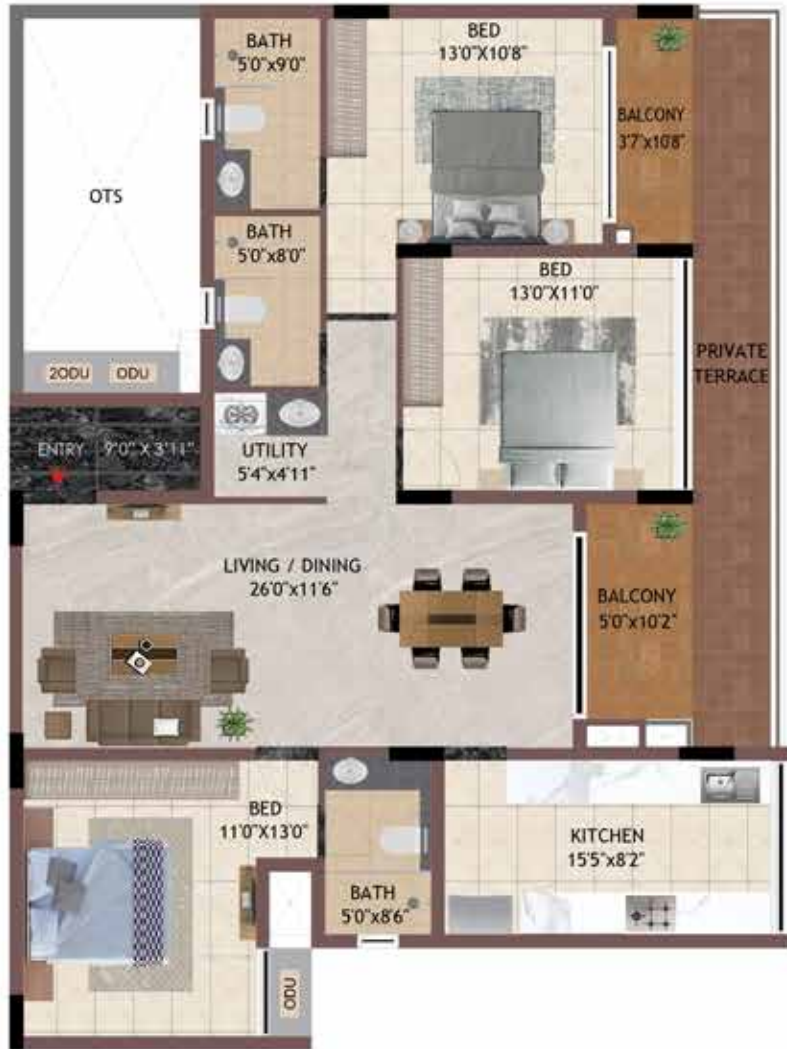 BATH
5'0"x9'0"
BED
13'0"X10'8"
BALCONY
3'7"x10'8"
OTS
BATH
5'0"x8'0"
BED
13'0"X11'0"
PRIVATE
TERRACE
2ODU
ODU
ENTRY
9'0" X 3'11"
UTILITY
5'4"x4'11"
LIVING / DINING
26'0"x11'6"
BALCONY
5'0"x10'2"
BED
11'0"X13'0"
KITCHEN
15'5"x8'2"
BATH
5'0"x8'6"
ODU